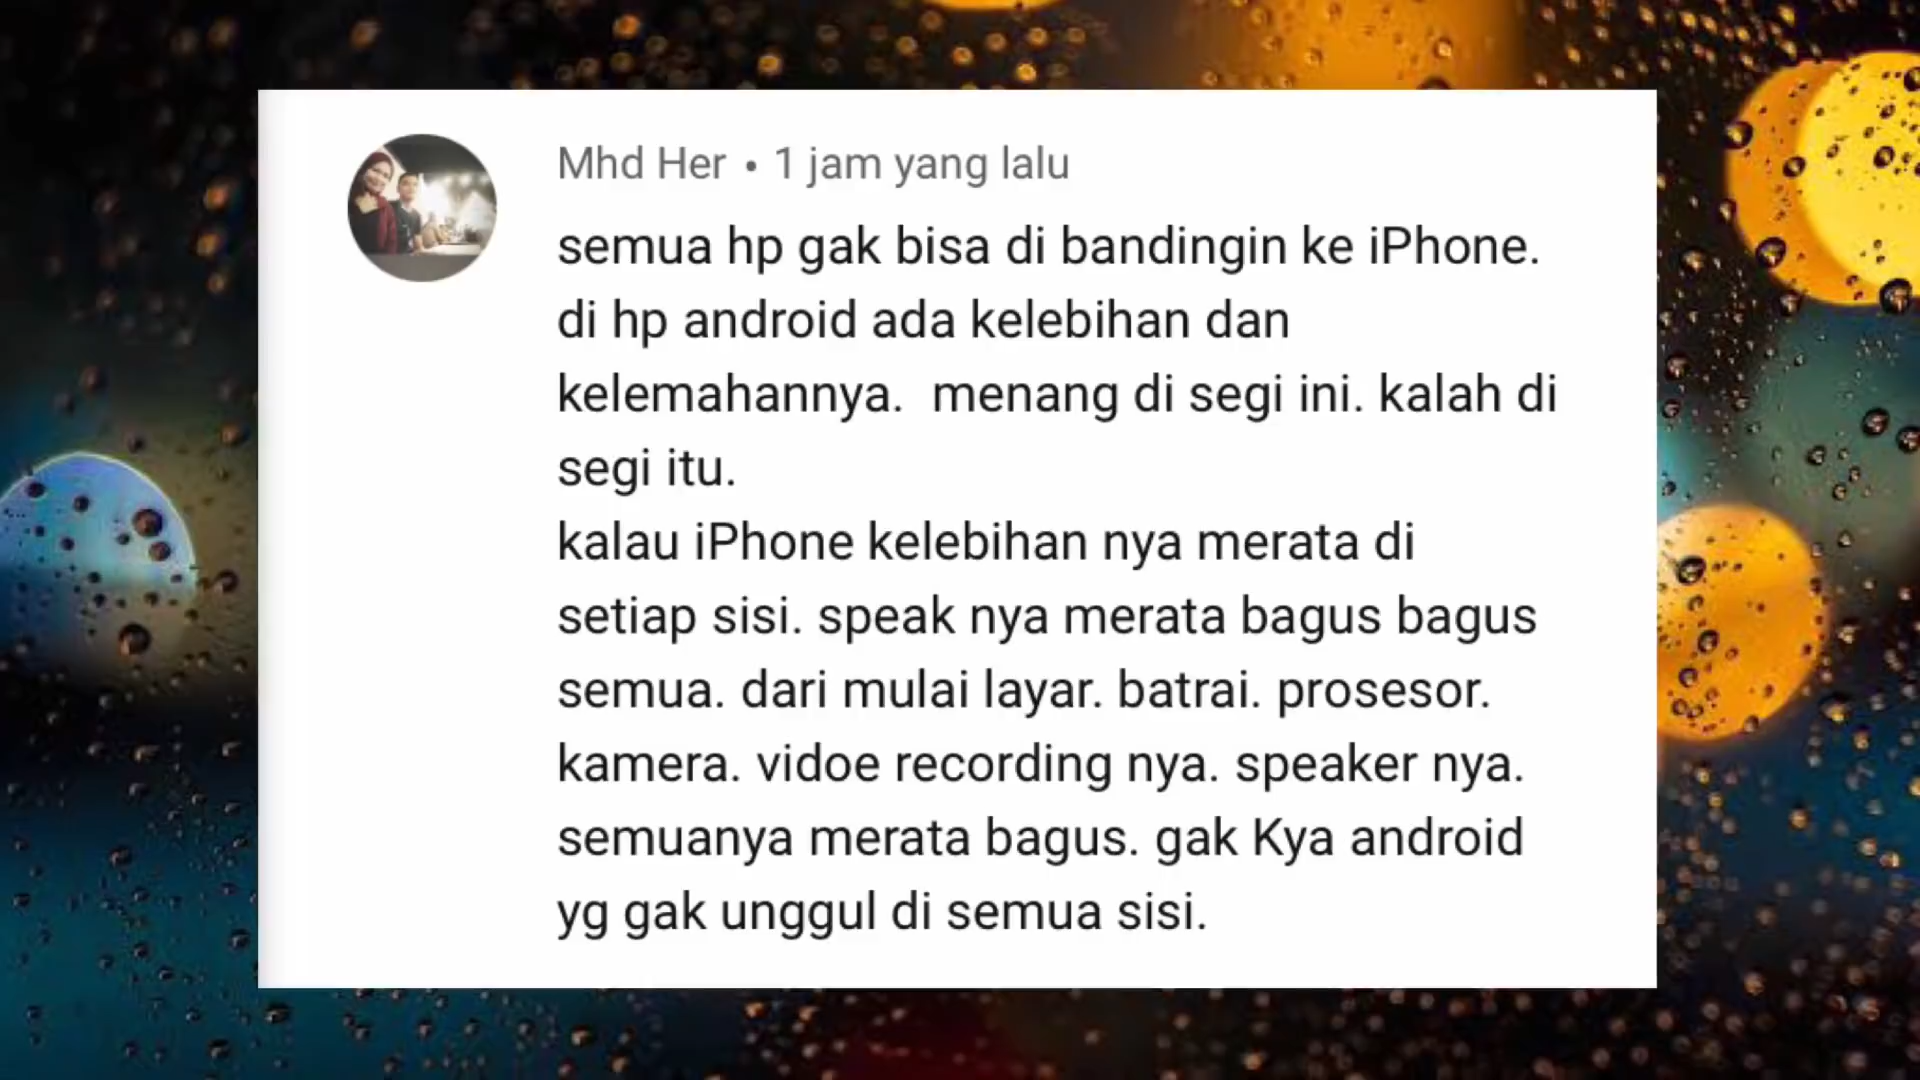 Mhd Her • 1 jam yang lalu
semua hp gak bisa di bandingin ke iPhone.
di hp android ada kelebihan dan
kelemahannya.  menang di segi ini. kalah di
segi itu.
kalau iPhone kelebihan nya merata di
setiap sisi. speak nya merata bagus bagus
semua. dari mulai layar. batrai. prosesor.
kamera. vidoe recording nya. speaker nya.
semuanya merata bagus. gak Kya android
yg gak unggul di semua sisi.